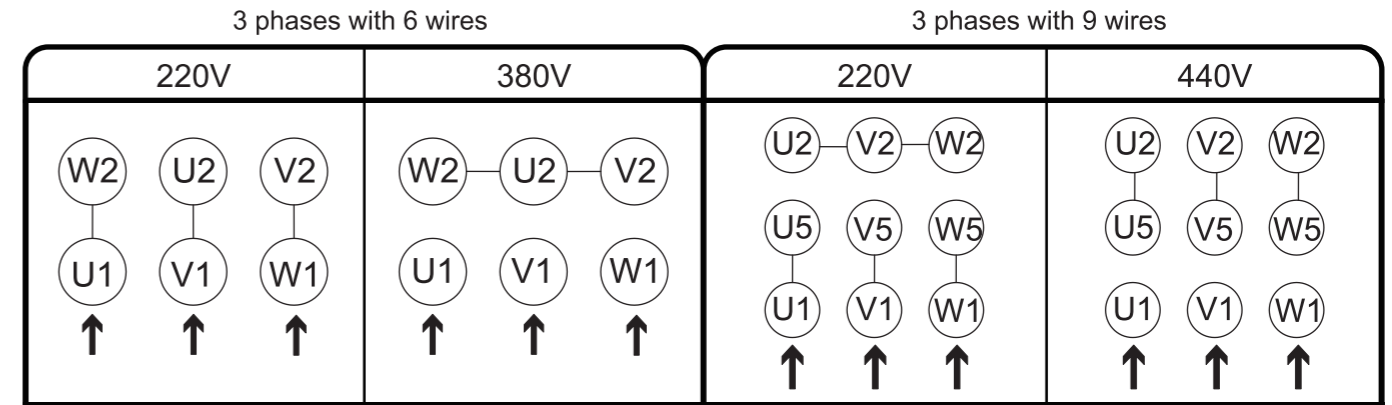 3 phases with 6 wires 3 phases with 9 wires
220V 380V 220V 440V
U2 V2 W2 U2 V2 W2
W2 U2 V2 W2 U2 V2
U5 V5 W5 U5 V5 W5
U1 V1 W1 U1 V1 W1
U1 V1 W1 U1 V1 W1